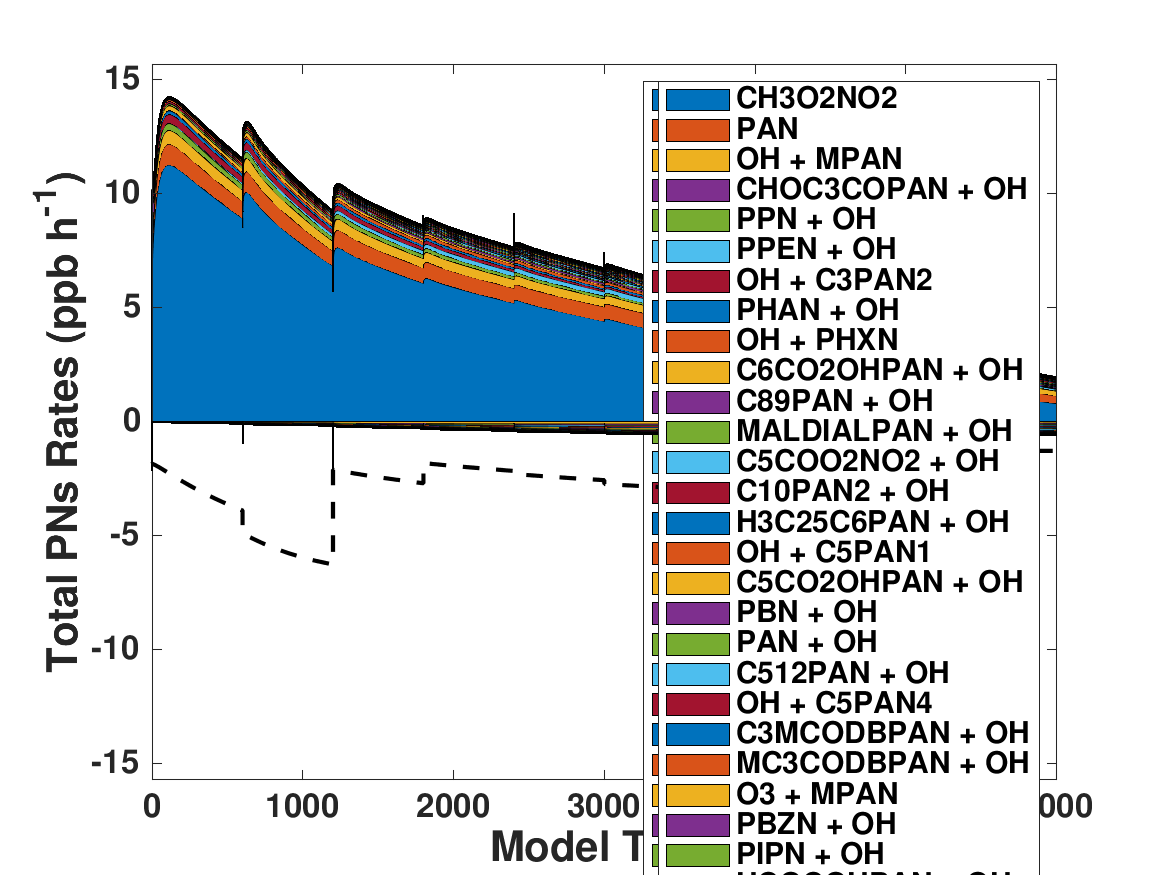 15
10
5
0
-5
-10
-15
Total PNs Rates (ppb h-1)
0
1000
2000
3000
000
Model T
CH3O2NO2
PAN
OH + MPAN
CHOC3COPAN + OH
PPN + OH
PPEN + OH
OH + C3PAN2
PHAN + OH
OH + PHXN
C6CO2OHPAN + OH
C89PAN + OH
MALDIALPAN + OH
C5COO2NO2 + OH
C10PAN2 + OH
H3C25C6PAN + OH
OH + C5PAN1
C5CO2OHPAN + OH
PBN + OH
PAN + OH
C512PAN + OH
OH + C5PAN4
C3MCODBPAN + OH
MC3CODBPAN + OH
O3 + MPAN
PBZN + OH
PIPN + OH